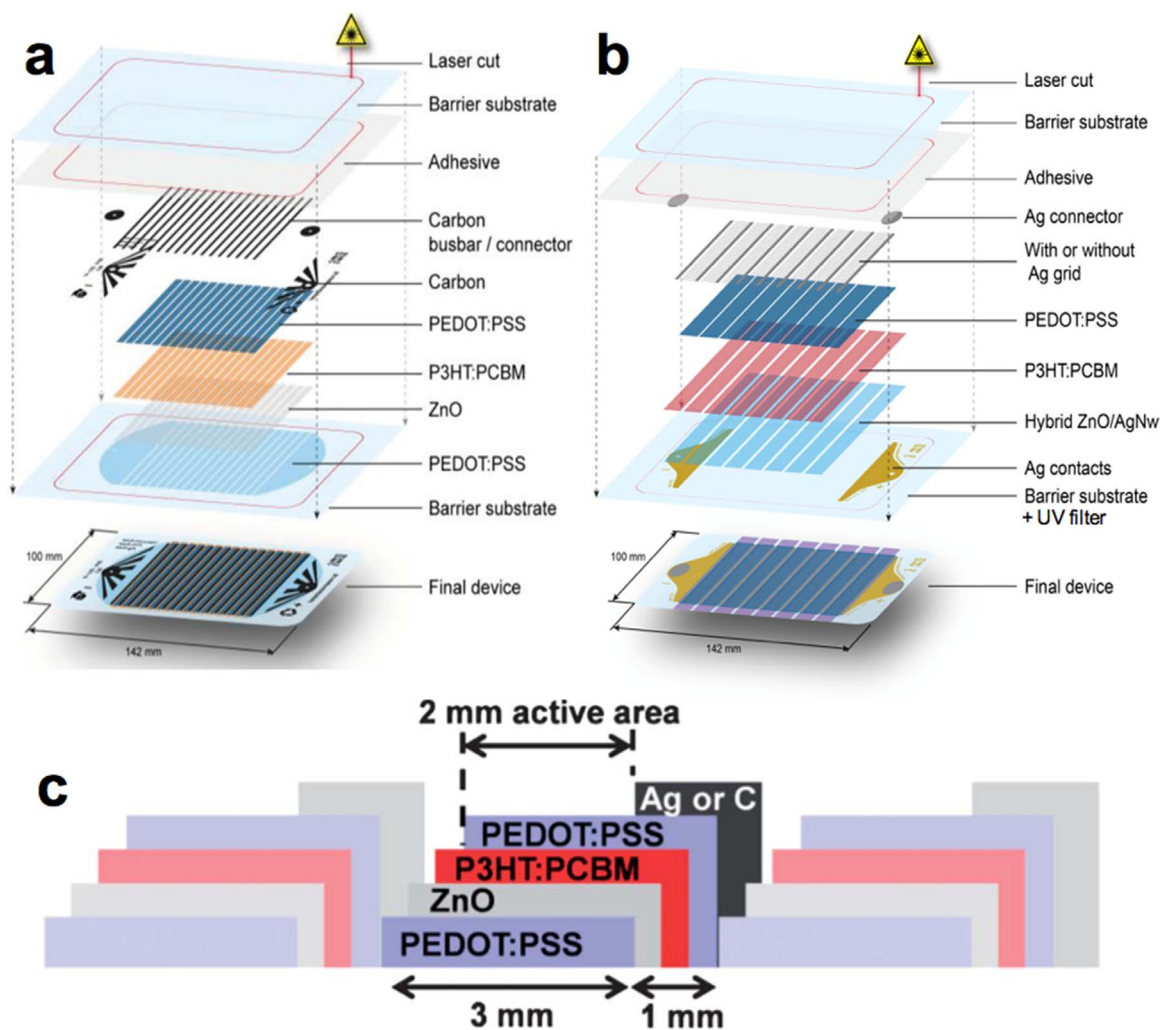 a
Laser cut
Barrier substrate
Adhesive
Carbon
busbar / connector
Carbon
PEDOT:PSS
P3HT:PCBM
ZnO
PEDOT:PSS
Barrier substrate
Final device
100 mm
142 mm
b
Laser cut
Barrier substrate
Adhesive
Ag connector
With or without
Ag grid
PEDOT:PSS
P3HT:PCBM
Hybrid ZnO/AgNw
Ag contacts
Barrier substrate
+ UV filter
Final device
100 mm
142 mm
c
2 mm active area
Ag or C
PEDOT:PSS
P3HT:PCBM
ZnO
PEDOT:PSS
3 mm
1 mm